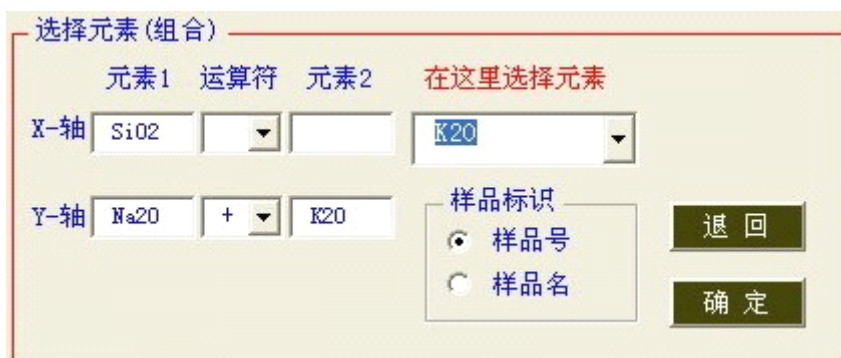 选择元素(组合)
元素1 运算符 元素2 在这里选择元素
X-轴 SiO2 K2O
Y-轴 Na2O + K2O
样品标识
样品号
样品名
退 回
确 定